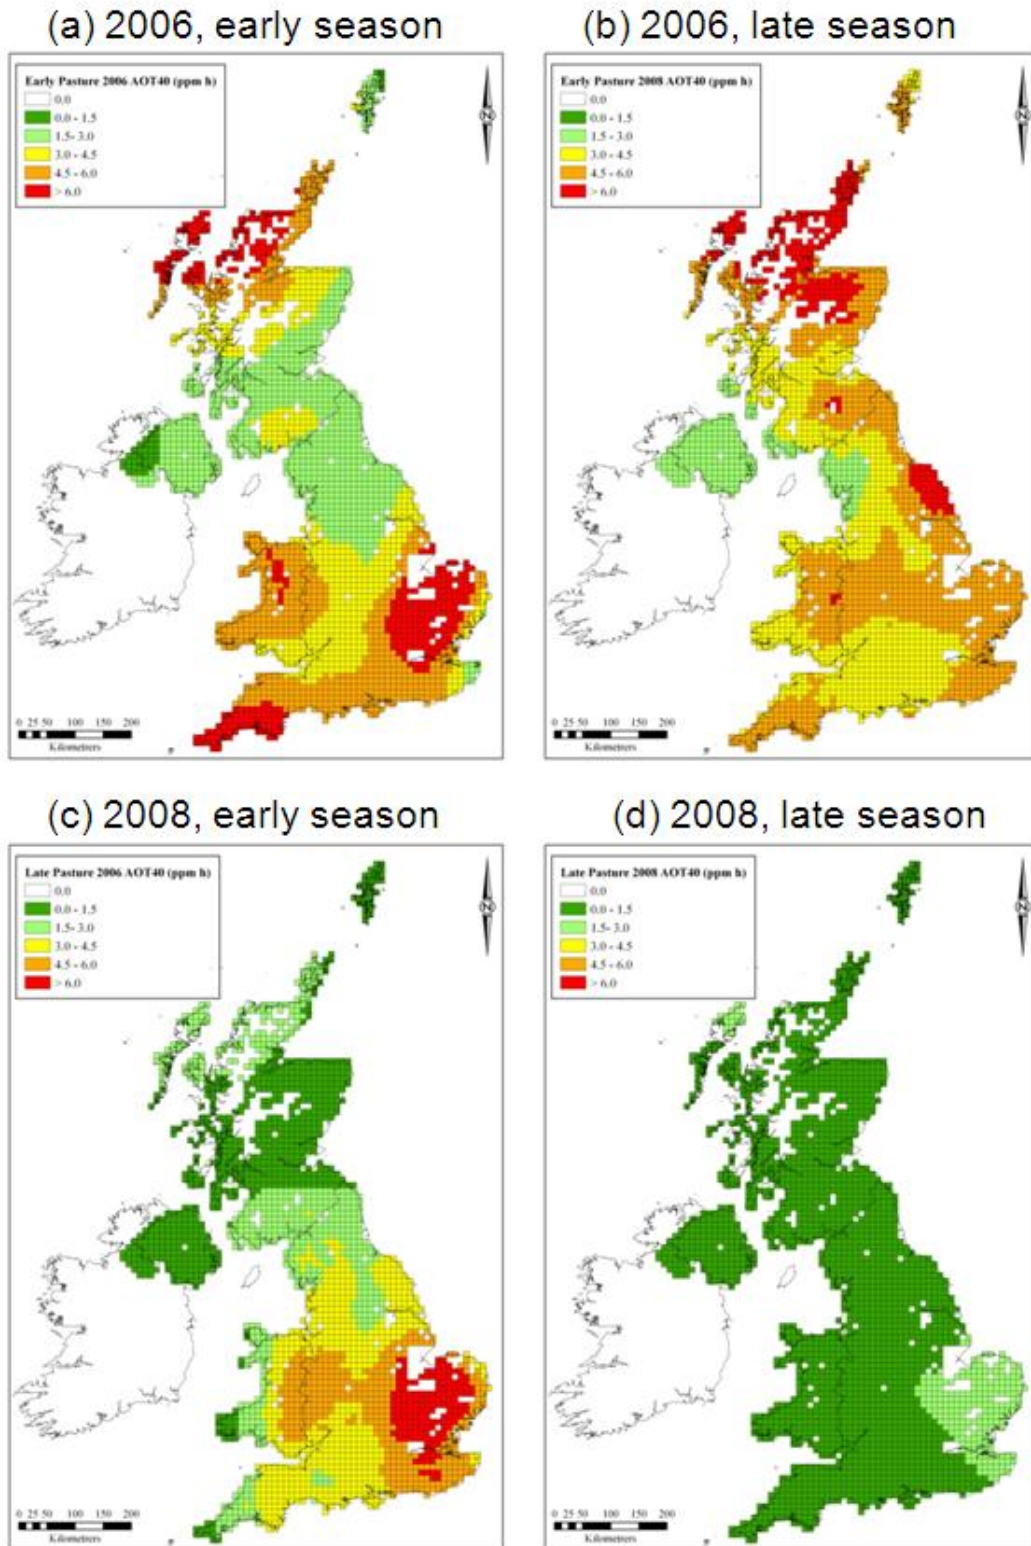 (a) 2006, early season
Early Pasture 2006 AOT40 (ppm h)
0.0
0.0 - 1.5
1.5- 3.0
3.0 - 4.5
4.5 - 6.0
> 6.0
N
0 25 50 100 150 200
Kilometrers
(b) 2006, late season
Early Pasture 2008 AOT40 (ppm h)
0.0
0.0 - 1.5
1.5- 3.0
3.0 - 4.5
4.5 - 6.0
> 6.0
N
0 25 50 100 150 200
Kilometrers
(c) 2008, early season
Late Pasture 2006 AOT40 (ppm h)
0.0
0.0 - 1.5
1.5- 3.0
3.0 - 4.5
4.5 - 6.0
> 6.0
N
0 25 50 100 150 200
Kilometrers
(d) 2008, late season
Late Pasture 2008 AOT40 (ppm h)
0.0
0.0 - 1.5
1.5- 3.0
3.0 - 4.5
4.5 - 6.0
> 6.0
N
0 25 50 100 150 200
Kilometrers